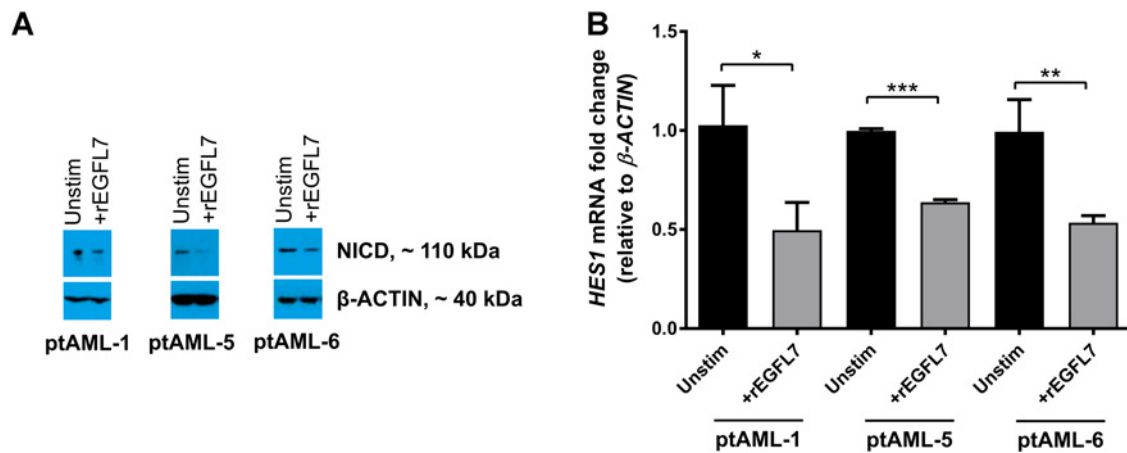 A
Unstim
+rEGFL7
Unstim
+rEGFL7
Unstim
+rEGFL7
NICD, ~ 110 kDa
β-ACTIN, ~ 40 kDa
ptAML-1
ptAML-5
ptAML-6
B
HES1 mRNA fold change
(relative to β-ACTIN)
1.5
1.0
0.5
0.0
*
***
**
Unstim
+rEGFL7
Unstim
+rEGFL7
Unstim
+rEGFL7
ptAML-1
ptAML-5
ptAML-6